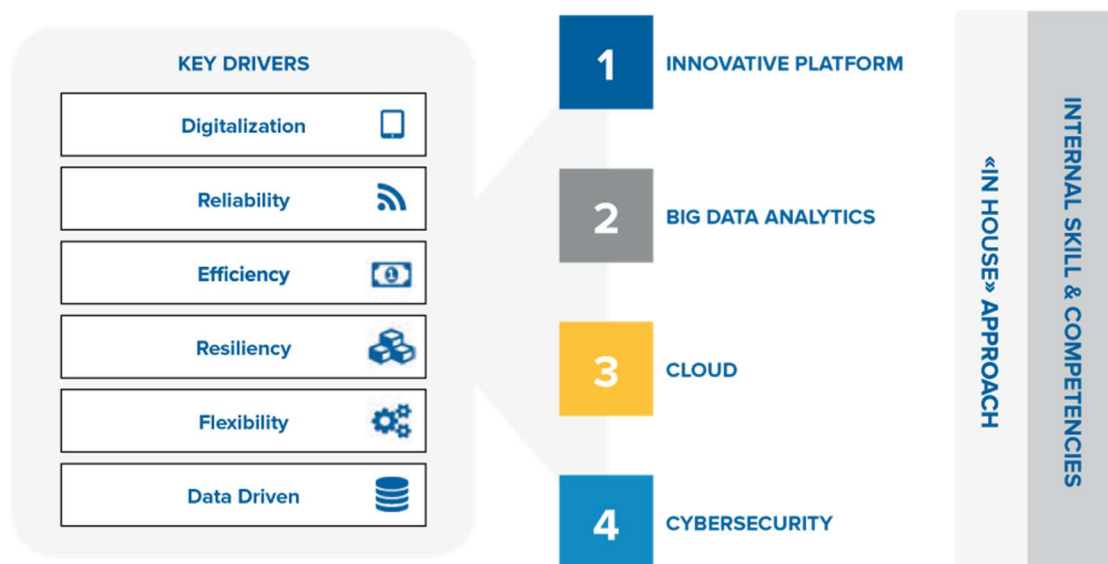 KEY DRIVERS
Digitalization
Reliability
Efficiency
Resiliency
Flexibility
Data Driven
1
INNOVATIVE PLATFORM
2
BIG DATA ANALYTICS
3
CLOUD
4
CYBERSECURITY
«IN HOUSE» APPROACH
INTERNAL SKILL & COMPETENCIES